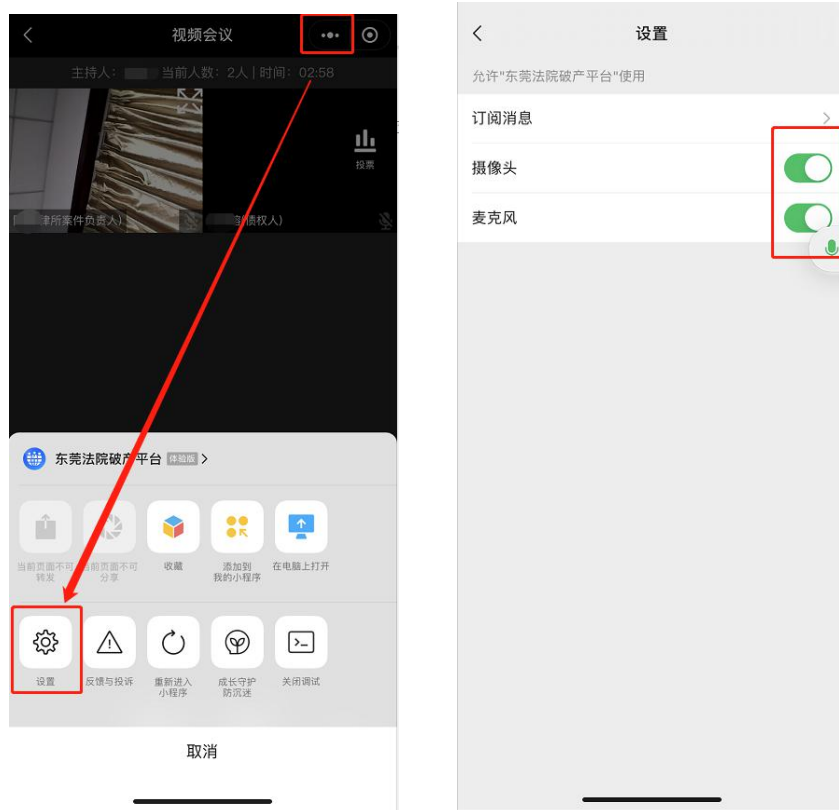 视频会议
主持人： 当前人数：2人 | 时间：02:58
投票
律所案件负责人)
债权人)
东莞法院破产平台 体验版
当前页面不可转发
当前页面不可分享
收藏
添加到
我的小程序
在电脑上打开
设置
反馈与投诉
重新进入
小程序
成长守护
防沉迷
关闭调试
取消
设置
允许"东莞法院破产平台"使用
订阅消息
摄像头
麦克风